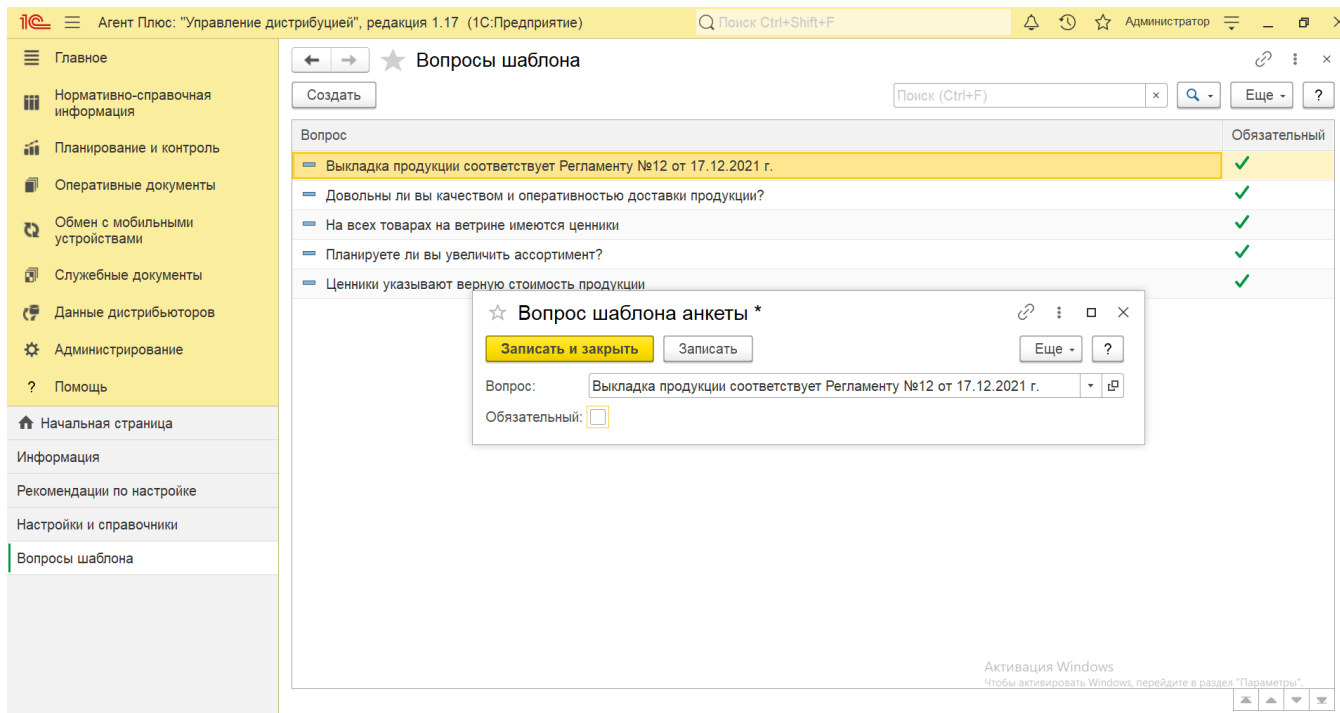 1С Агент Плюс: "Управление дистрибуцией", редакция 1.17 (1С:Предприятие) Поиск Ctrl+Shift+F Администратор
Главное
Нормативно-справочная
информация
Планирование и контроль
Оперативные документы
Обмен с мобильными
устройствами
Служебные документы
Данные дистрибьюторов
Администрирование
? Помощь
Начальная страница
Информация
Рекомендации по настройке
Настройки и справочники
Вопросы шаблона
Вопросы шаблона
Создать Поиск (Ctrl+F) × Еще ?
Вопрос Обязательный
Выкладка продукции соответствует Регламенту №12 от 17.12.2021 г.
Довольны ли вы качеством и оперативностью доставки продукции?
На всех товарах на ветрине имеются ценники
Планируете ли вы увеличить ассортимент?
Ценники указывают верную стоимость продукции
Вопрос шаблона анкеты *
Записать и закрыть Записать Еще ?
Вопрос: Выкладка продукции соответствует Регламенту №12 от 17.12.2021 г.
Обязательный:
Активация Windows
Чтобы активировать Windows, перейдите в раздел "Параметры".